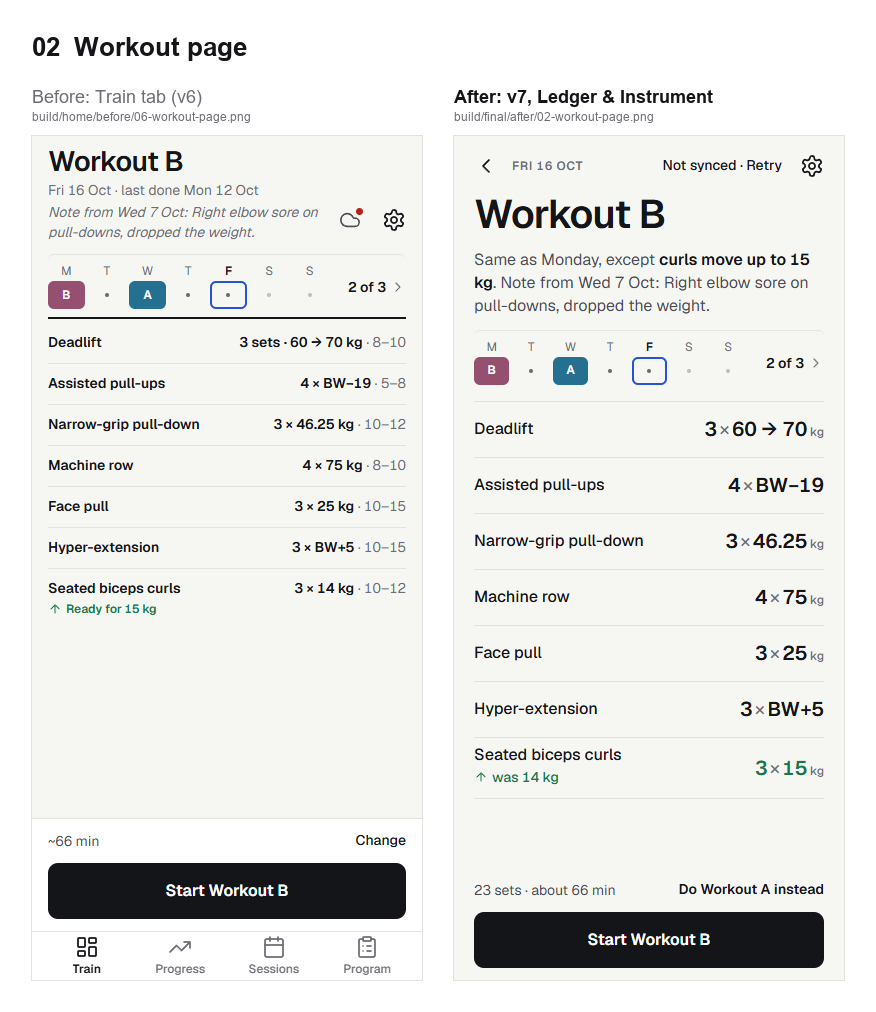 02 Workout page
Before: Train tab (v6)
build/home/before/06-workout-page.png
Workout B
Fri 16 Oct · last done Mon 12 Oct
Note from Wed 7 Oct: Right elbow sore on
pull-downs, dropped the weight.
M T W T F S S
B A 2 of 3
Deadlift 3 sets · 60 → 70 kg · 8–10
Assisted pull-ups 4 × BW–19 · 5–8
Narrow-grip pull-down 3 × 46.25 kg · 10–12
Machine row 4 × 75 kg · 8–10
Face pull 3 × 25 kg · 10–15
Hyper-extension 3 × BW+5 · 10–15
Seated biceps curls 3 × 14 kg · 10–12
↑ Ready for 15 kg
~66 min Change
Start Workout B
Train Progress Sessions Program
After: v7, Ledger & Instrument
build/final/after/02-workout-page.png
FRI 16 OCT Not synced · Retry
Workout B
Same as Monday, except curls move up to 15
kg. Note from Wed 7 Oct: Right elbow sore on
pull-downs, dropped the weight.
M T W T F S S
B A 2 of 3
Deadlift 3 × 60 → 70 kg
Assisted pull-ups 4 × BW–19
Narrow-grip pull-down 3 × 46.25 kg
Machine row 4 × 75 kg
Face pull 3 × 25 kg
Hyper-extension 3 × BW+5
Seated biceps curls 3 × 15 kg
↑ was 14 kg
23 sets · about 66 min Do Workout A instead
Start Workout B